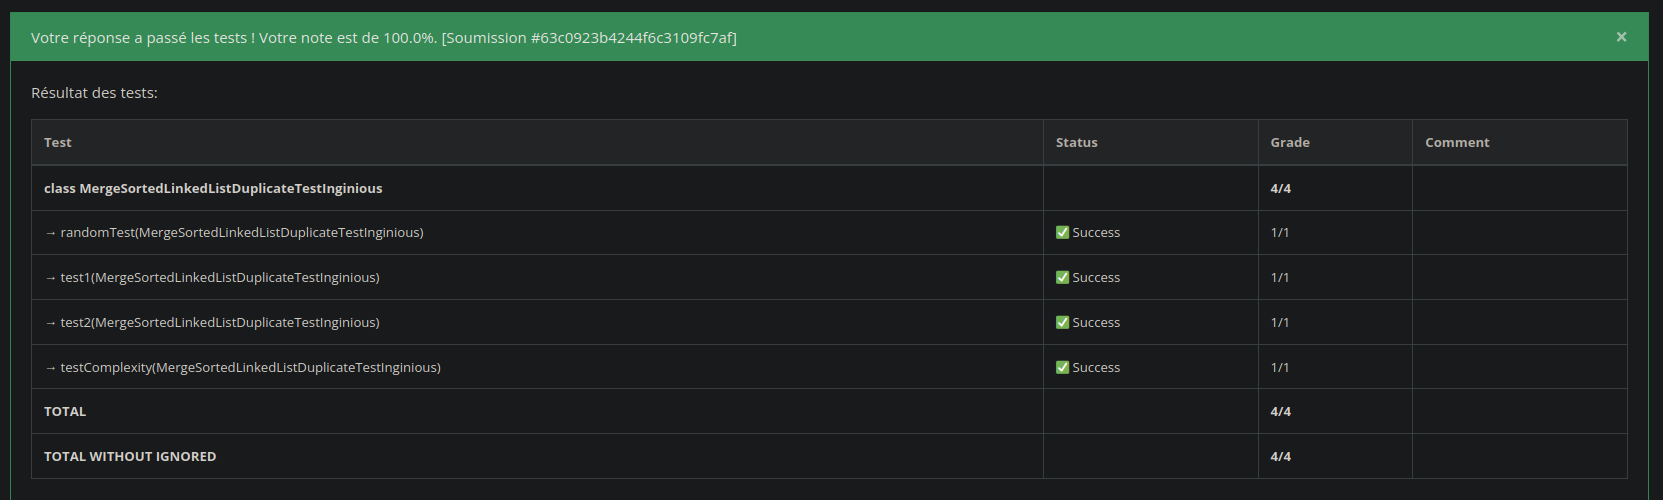 Votre réponse a passé les tests ! Votre note est de 100.0%. [Soumission #63c0923b4244f6c3109fc7af] ×
Résultat des tests:
Test Status Grade Comment
class MergeSortedLinkedListDuplicateTestInginious 4/4
→ randomTest(MergeSortedLinkedListDuplicateTestInginious) ✅ Success 1/1
→ test1(MergeSortedLinkedListDuplicateTestInginious) ✅ Success 1/1
→ test2(MergeSortedLinkedListDuplicateTestInginious) ✅ Success 1/1
→ testComplexity(MergeSortedLinkedListDuplicateTestInginious) ✅ Success 1/1
TOTAL 4/4
TOTAL WITHOUT IGNORED 4/4